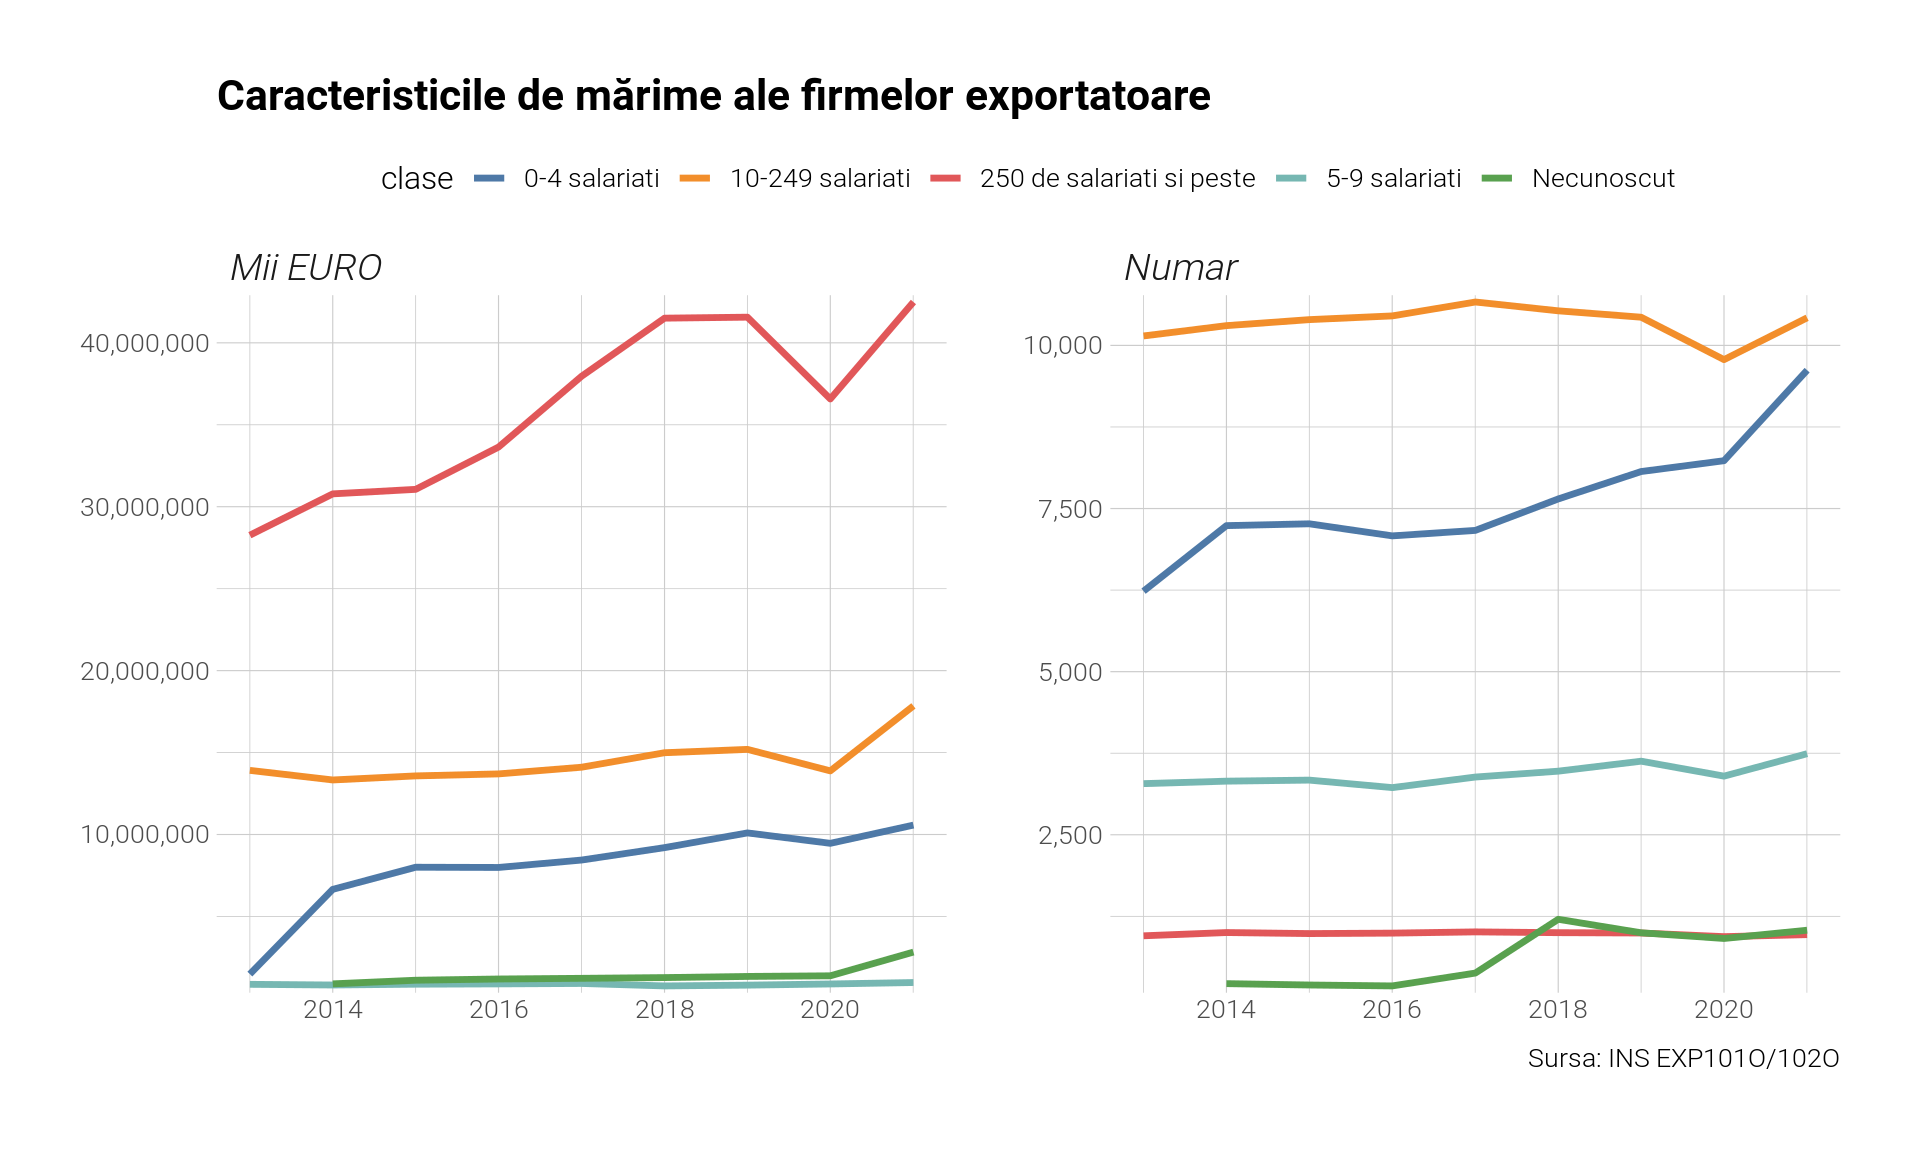 Caracteristicile de mărime ale firmelor exportatoare
clase 0-4 salariati 10-249 salariati 250 de salariati si peste 5-9 salariati Necunoscut
Mii EURO
40,000,000
30,000,000
20,000,000
10,000,000
2014 2016 2018 2020
Numar
10,000
7,500
5,000
2,500
2014 2016 2018 2020
Sursa: INS EXP101O/102O